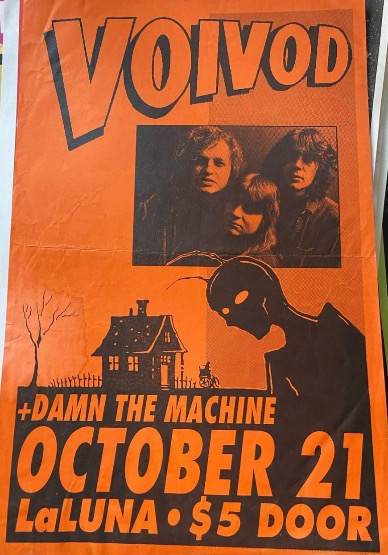 VOIVOD
+DAMN THE MACHINE
OCTOBER 21
LaLUNA • $5 DOOR